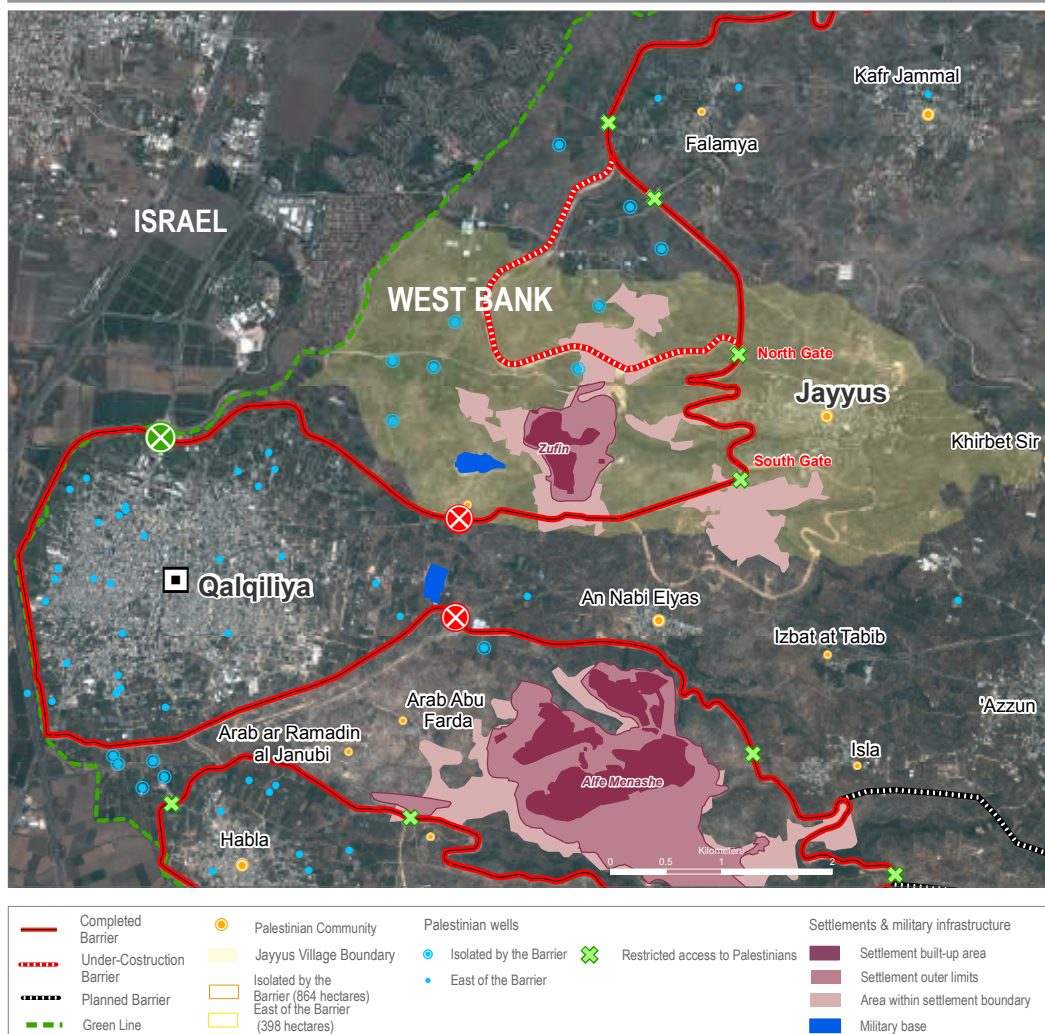 Kafr Jammal
Falamya
ISRAEL
WEST BANK
North Gate
Jayyus
Khirbet Sir
Zufin
South Gate
Qalqiliya
An Nabi Elyas
Izbat at Tabib
Arab Abu
Farda
'Azzun
Arab ar Ramadin
al Janubi
Isla
Alfe Menashe
Habla
Kilometers
0 0.5 1 2
Completed
Barrier
Under-Costruction
Barrier
Planned Barrier
Green Line
Palestinian Community
Jayyus Village Boundary
Isolated by the
Barrier (864 hectares)
East of the Barrier
(398 hectares)
Palestinian wells
Isolated by the Barrier
East of the Barrier
Restricted access to Palestinians
Settlements & military infrastructure
Settlement built-up area
Settlement outer limits
Area within settlement boundary
Military base